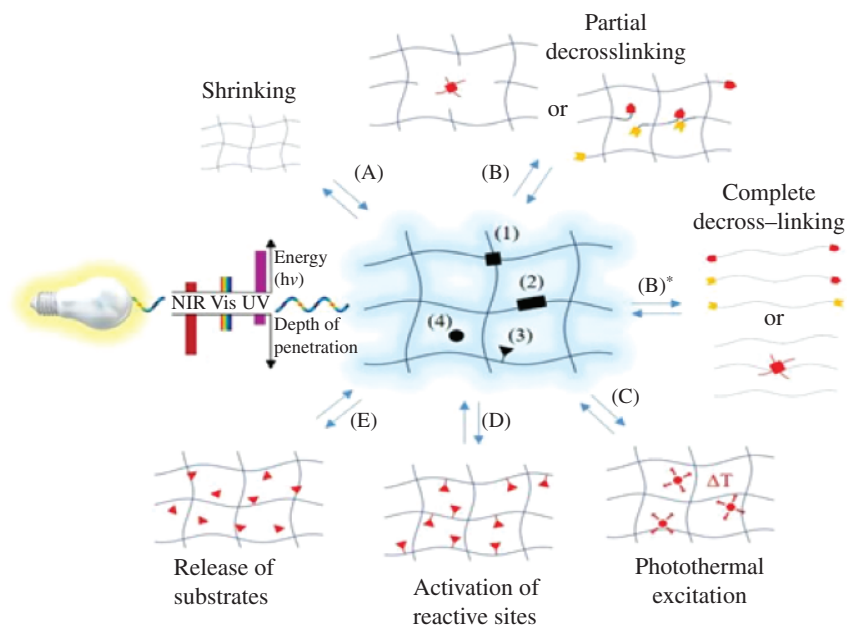 Partial
decrosslinking
or
Shrinking
(A)
(B)
Complete
decross–linking
(1)
Energy
(hν)
(2)
(B)*
NIR Vis UV
or
(4)
(3)
Depth of
penetration
(C)
(E)
(D)
ΔT
Release of
substrates
Activation of
reactive sites
Photothermal
excitation